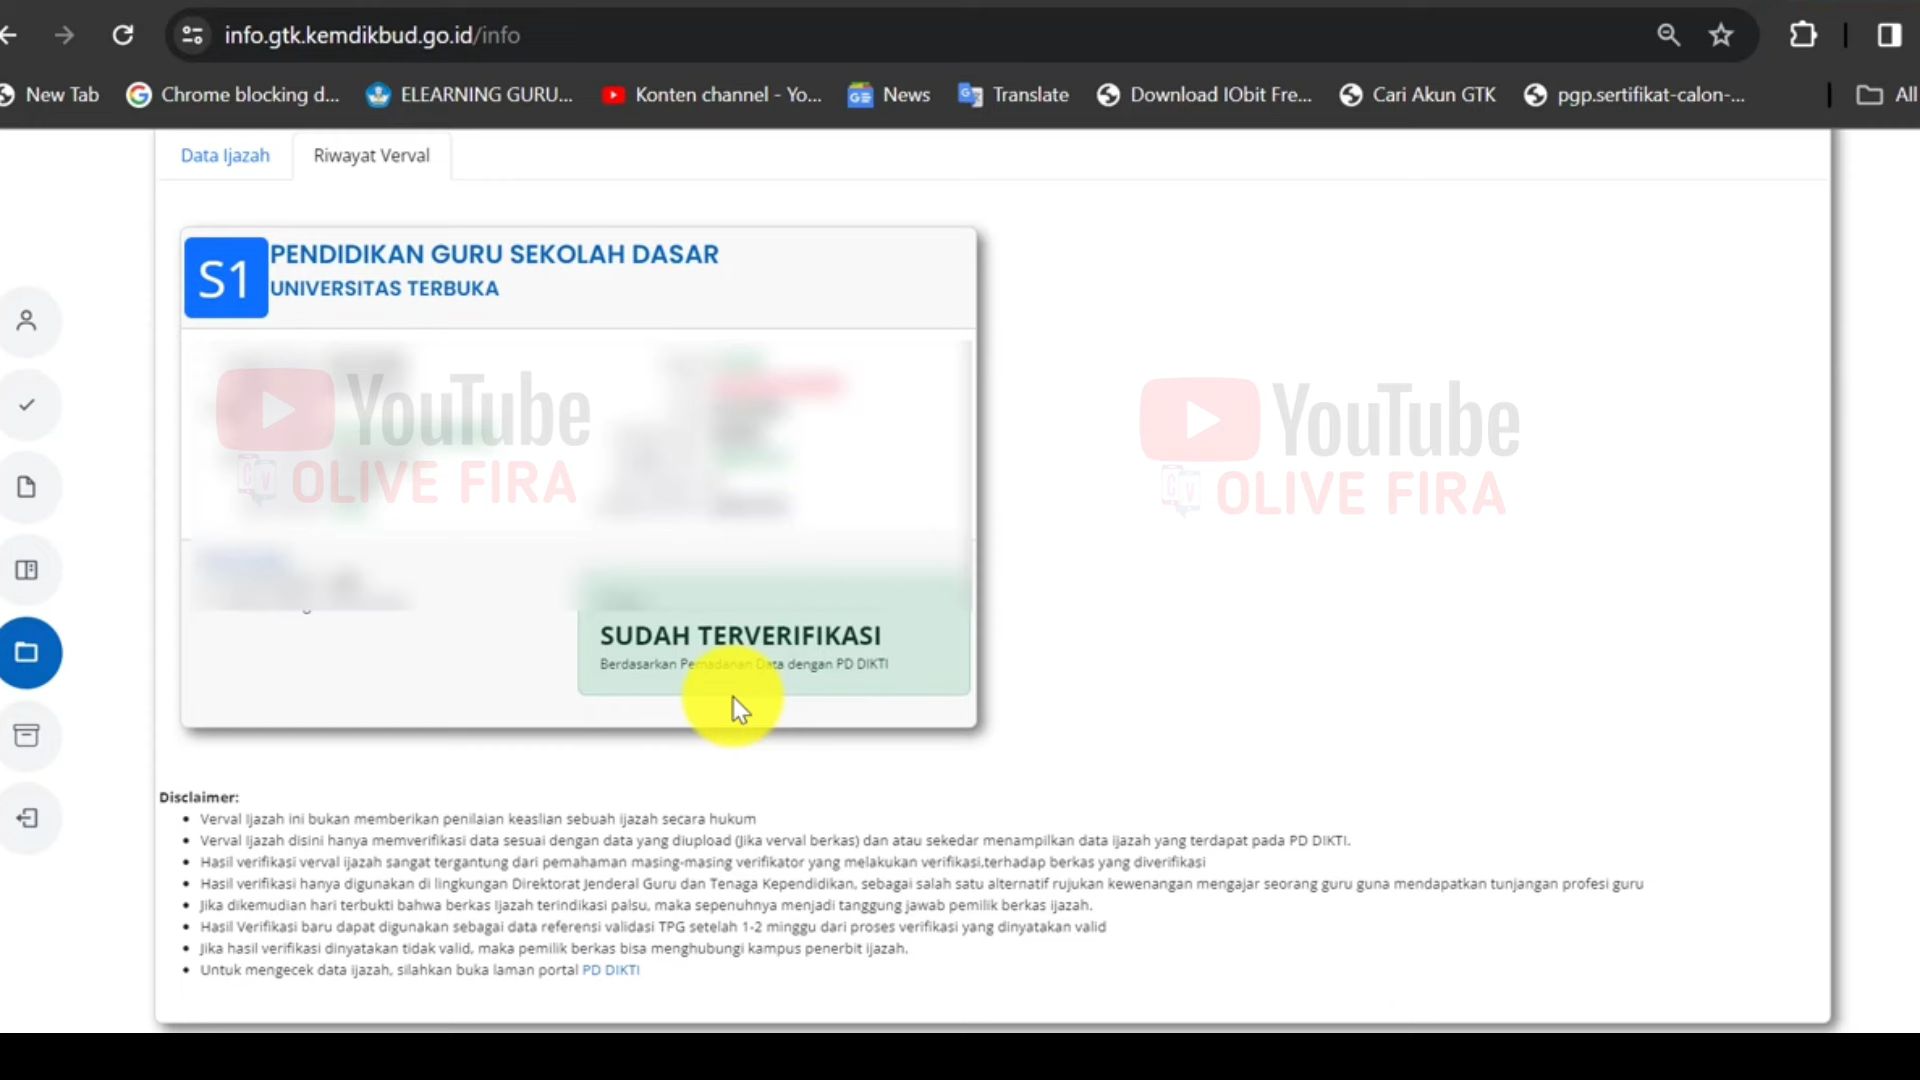 info.gtk.kemdikbud.go.id/info
New Tab
Chrome blocking d...
ELEARNING GURU...
Konten channel - Yo...
News
Translate
Download IObit Fre...
Cari Akun GTK
pgp.sertifikat-calon-...
All
Data Ijazah
Riwayat Verval
S1
PENDIDIKAN GURU SEKOLAH DASAR
UNIVERSITAS TERBUKA
YouTube
OLIVE FIRA
YouTube
OLIVE FIRA
SUDAH TERVERIFIKASI
Berdasarkan Pemadanan Data dengan PD DIKTI
Disclaimer:
Verval Ijazah ini bukan memberikan penilaian keaslian sebuah ijazah secara hukum
Verval Ijazah disini hanya memverifikasi data sesuai dengan data yang diupload (Jika verval berkas) dan atau sekedar menampilkan data ijazah yang terdapat pada PD DIKTI.
Hasil verifikasi verval ijazah sangat tergantung dari pemahaman masing-masing verifikator yang melakukan verifikasi,terhadap berkas yang diverifikasi
Hasil verifikasi hanya digunakan di lingkungan Direktorat Jenderal Guru dan Tenaga Kependidikan, sebagai salah satu alternatif rujukan kewenangan mengajar seorang guru guna mendapatkan tunjangan profesi guru
Jika dikemudian hari terbukti bahwa berkas Ijazah terindikasi palsu, maka sepenuhnya menjadi tanggung jawab pemilik berkas ijazah.
Hasil Verifikasi baru dapat digunakan sebagai data referensi validasi TPG setelah 1-2 minggu dari proses verifikasi yang dinyatakan valid
Jika hasil verifikasi dinyatakan tidak valid, maka pemilik berkas bisa menghubungi kampus penerbit ijazah.
Untuk mengecek data ijazah, silahkan buka laman portal PD DIKTI